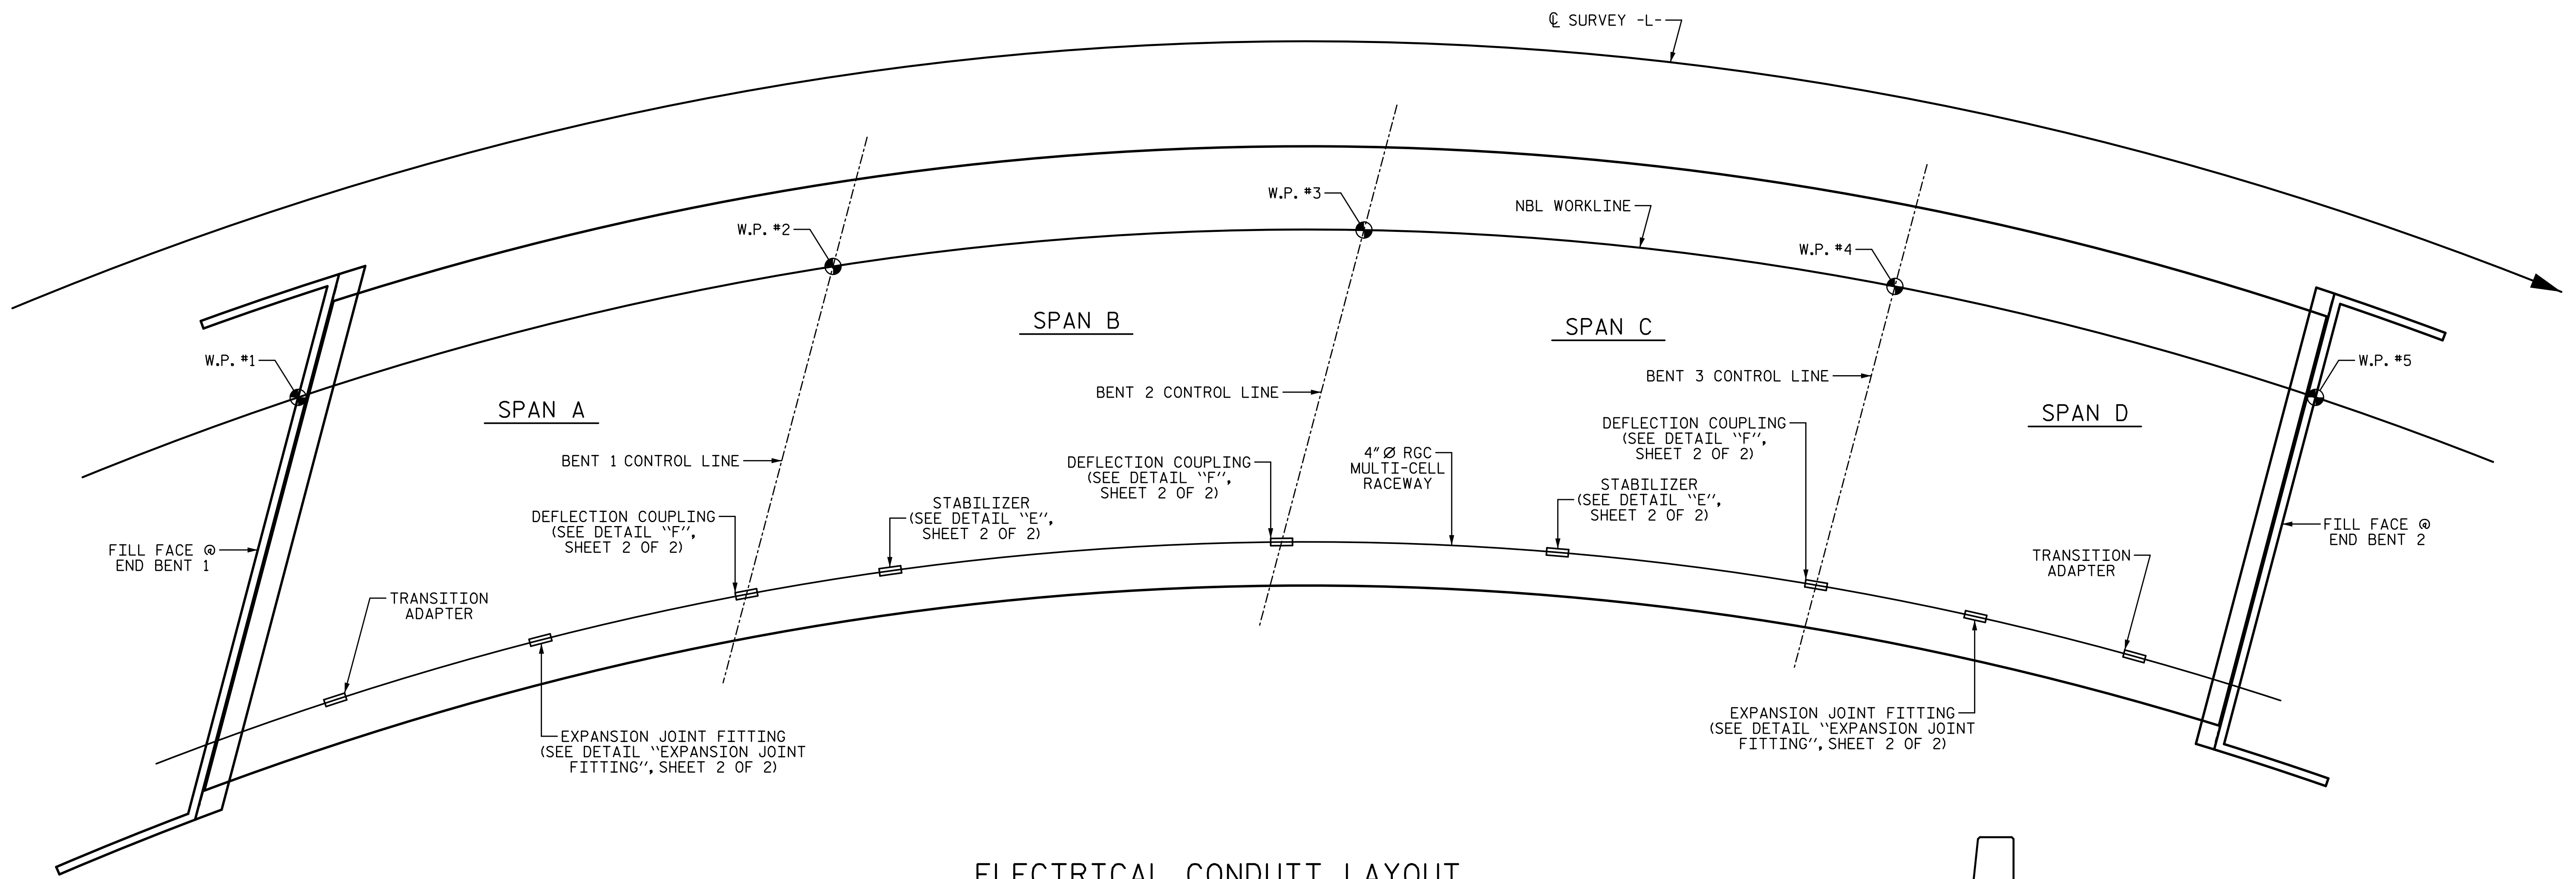 ℄ SURVEY -L-
W.P. #3
NBL WORKLINE
W.P. #2
W.P. #4
SPAN B
SPAN C
W.P. #1
W.P. #5
BENT 3 CONTROL LINE
BENT 2 CONTROL LINE
SPAN A
SPAN D
BENT 1 CONTROL LINE
DEFLECTION COUPLING
(SEE DETAIL ``F'',
SHEET 2 OF 2)
4" Ø RGC
MULTI-CELL
RACEWAY
DEFLECTION COUPLING
(SEE DETAIL ``F'',
SHEET 2 OF 2)
STABILIZER
(SEE DETAIL ``E'',
SHEET 2 OF 2)
STABILIZER
(SEE DETAIL ``E'',
SHEET 2 OF 2)
DEFLECTION COUPLING
(SEE DETAIL ``F'',
SHEET 2 OF 2)
FILL FACE @
END BENT 2
FILL FACE @
END BENT 1
TRANSITION
ADAPTER
TRANSITION
ADAPTER
EXPANSION JOINT FITTING
(SEE DETAIL ``EXPANSION JOINT
FITTING'', SHEET 2 OF 2)
EXPANSION JOINT FITTING
(SEE DETAIL ``EXPANSION JOINT
FITTING'', SHEET 2 OF 2)
ELECTRICAL CONDUIT LAYOUT